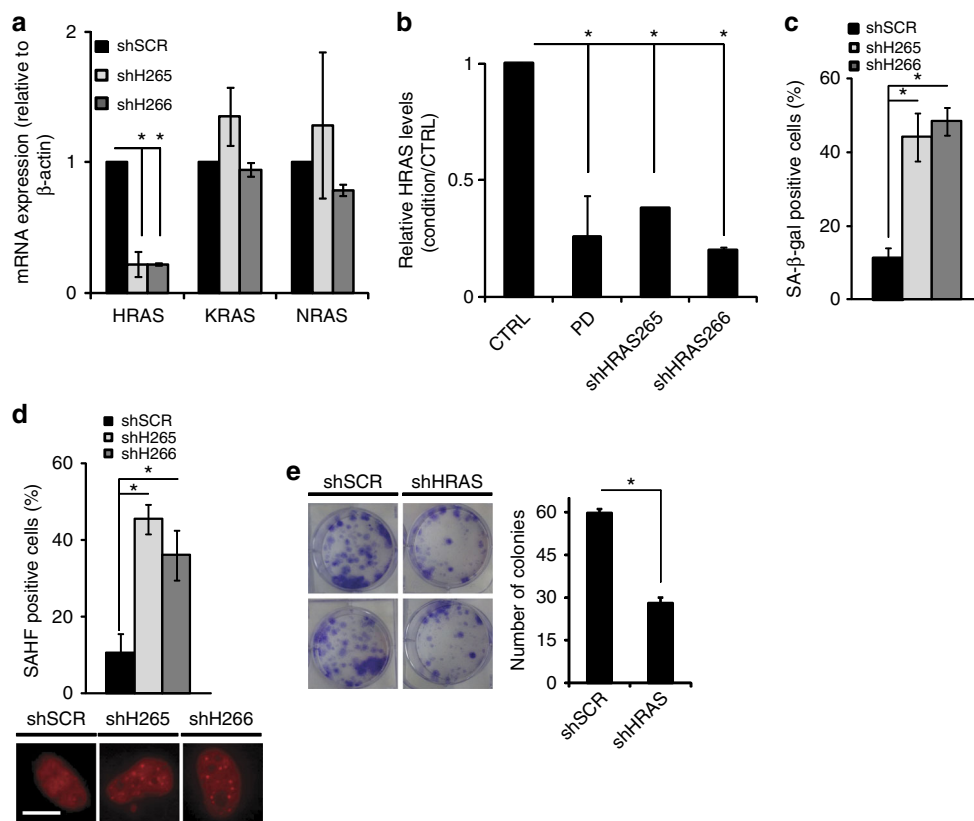 a
shSCR
shH265
shH266
mRNA expression (relative to
β-actin)
2
1
0
* *
HRAS
KRAS
NRAS
b
Relative HRAS levels
(condition/CTRL)
1
0.5
0
* * *
CTRL
PD
shHRAS265
shHRAS266
c
shSCR
shH265
shH266
SA-β-gal positive cells (%)
60
40
20
0
*
*
d
shSCR
shH265
shH266
SAHF positive cells (%)
60
40
20
0
*
*
shSCR shH265 shH266
e
shSCR shHRAS
Number of colonies
60
45
30
15
0
*
shSCR
shHRAS